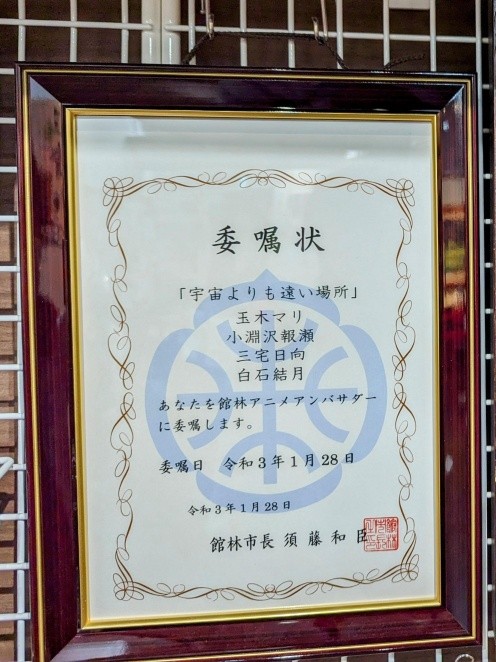 委嘱状
「宇宙よりも遠い場所」
玉木マリ
小淵沢報瀬
三宅日向
白石結月
あなたを館林アニメアンバサダー
に委嘱します。
委嘱日 令和3年1月28日
令和3年1月28日
館林市長 須藤和臣